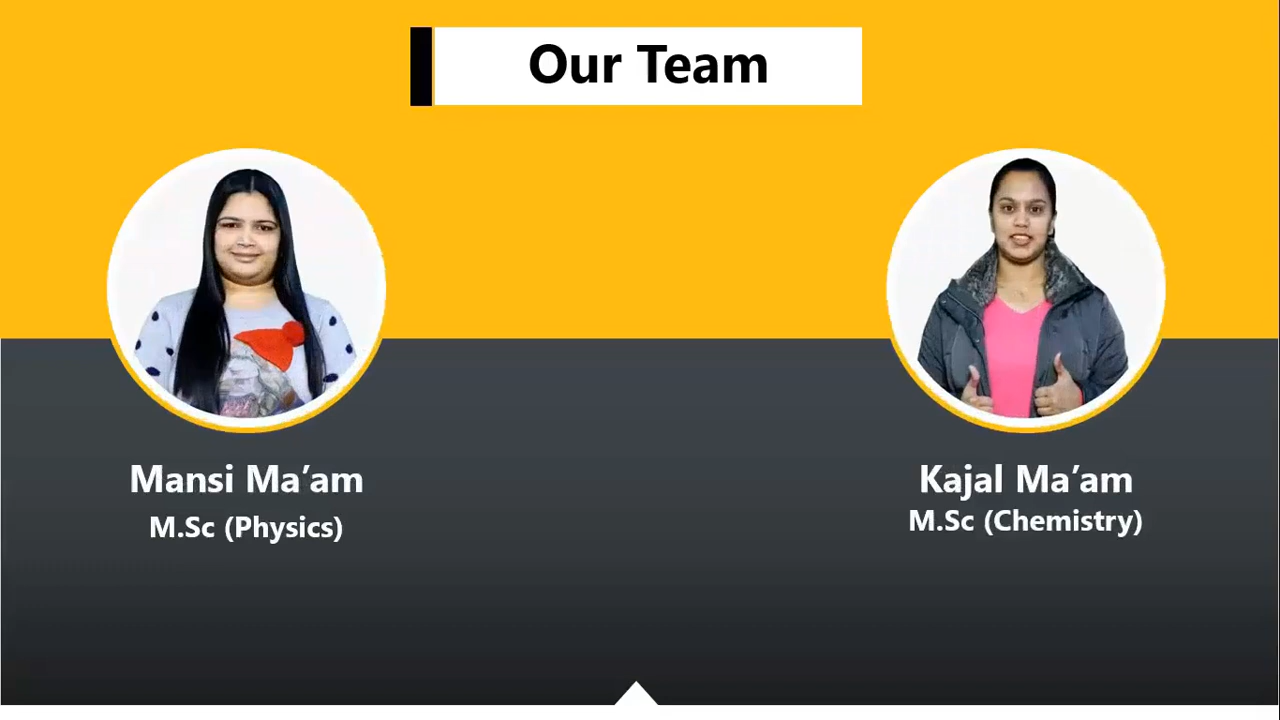 Our Team
Mansi Ma’am
M.Sc (Physics)
Kajal Ma’am
M.Sc (Chemistry)